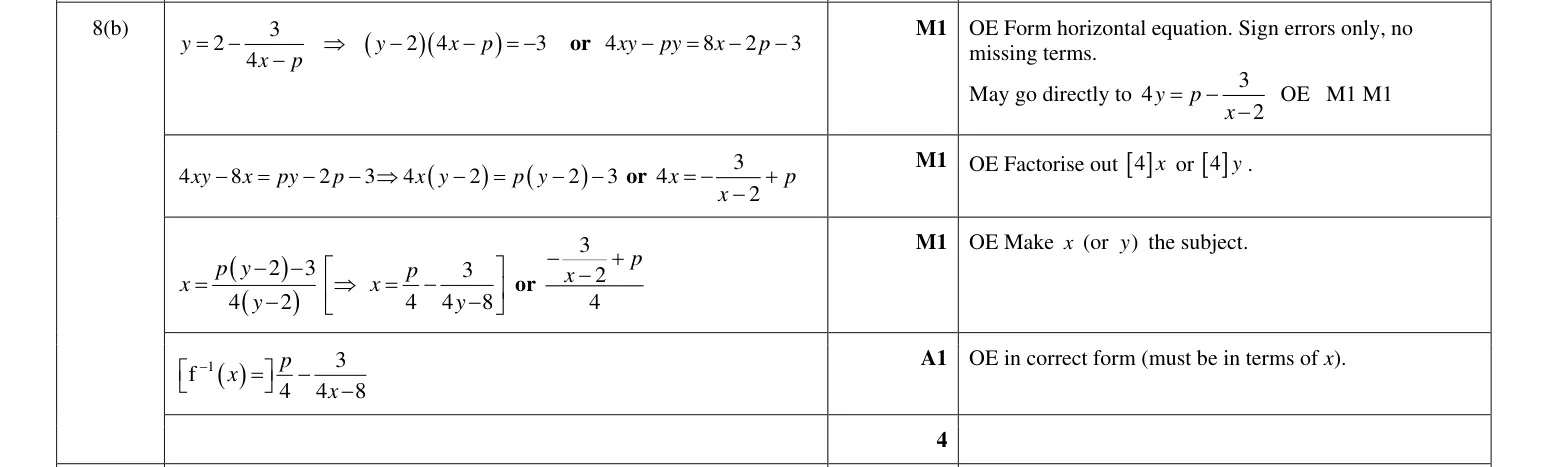 8(b) y = 2 − 3/(4x − p) ⇒ (y − 2)(4x − p) = −3 or 4xy − py = 8x − 2p − 3 M1 OE Form horizontal equation. Sign errors only, no
missing terms.
May go directly to 4y = p − 3/(x − 2) OE M1 M1
4xy − 8x = py − 2p − 3 ⇒ 4x(y − 2) = p(y − 2) − 3 or 4x = − 3/(x − 2) + p M1 OE Factorise out [4]x or [4]y.
x = (p(y − 2) − 3)/(4(y − 2)) [⇒ x = p/4 − 3/(4y − 8)] or (− 3/(x − 2) + p)/4 M1 OE Make x (or y) the subject.
[f⁻¹(x) =] p/4 − 3/(4x − 8) A1 OE in correct form (must be in terms of x).
4